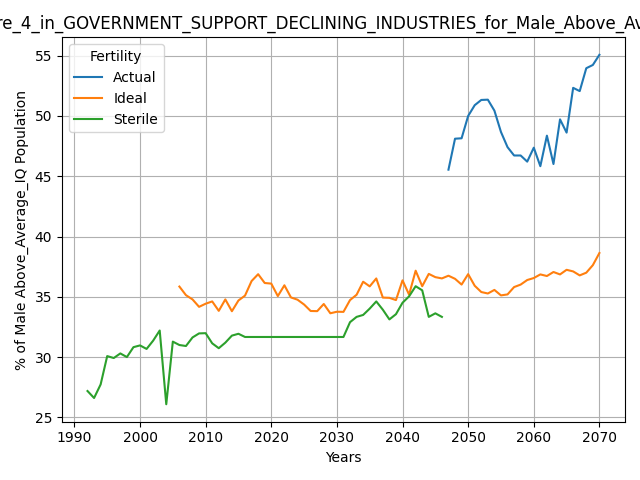 re_4_in_GOVERNMENT_SUPPORT_DECLINING_INDUSTRIES_for_Male_Above_Av
Fertility
Actual
Ideal
Sterile
% of Male Above_Average_IQ Population
55
50
45
40
35
30
25
1990 2000 2010 2020 2030 2040 2050 2060 2070
Years